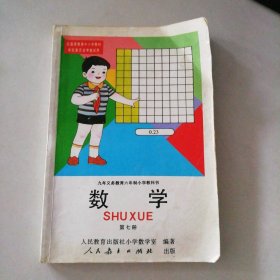 0.23
九年义务教育六年制小学教科书
数 学
SHUXUE
第七册
人民教育出版社小学数学室 编著
人民教育出版社 出版